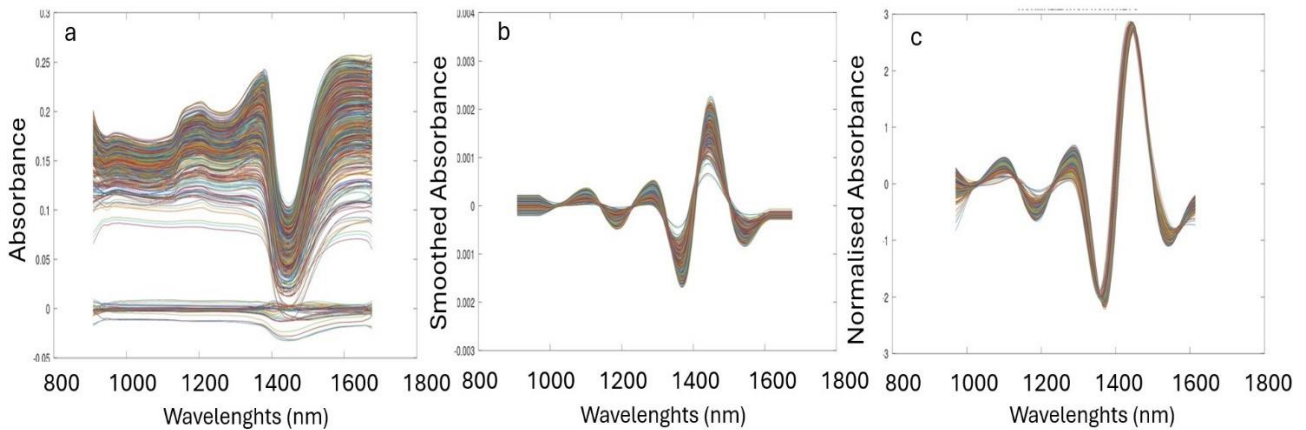 a
0.3
0.25
0.2
0.15
0.1
0.05
0
-0.05
Absorbance
800 1000 1200 1400 1600 1800
Wavelenghts (nm)
b
0.004
0.003
0.002
0.001
0
0.001
0.002
-0.003
Smoothed Absorbance
800 1000 1200 1400 1600 1800
Wavelenghts (nm)
c
3
2
1
0
-1
2
3
Normalised Absorbance
800 1000 1200 1400 1600 1800
Wavelenghts (nm)